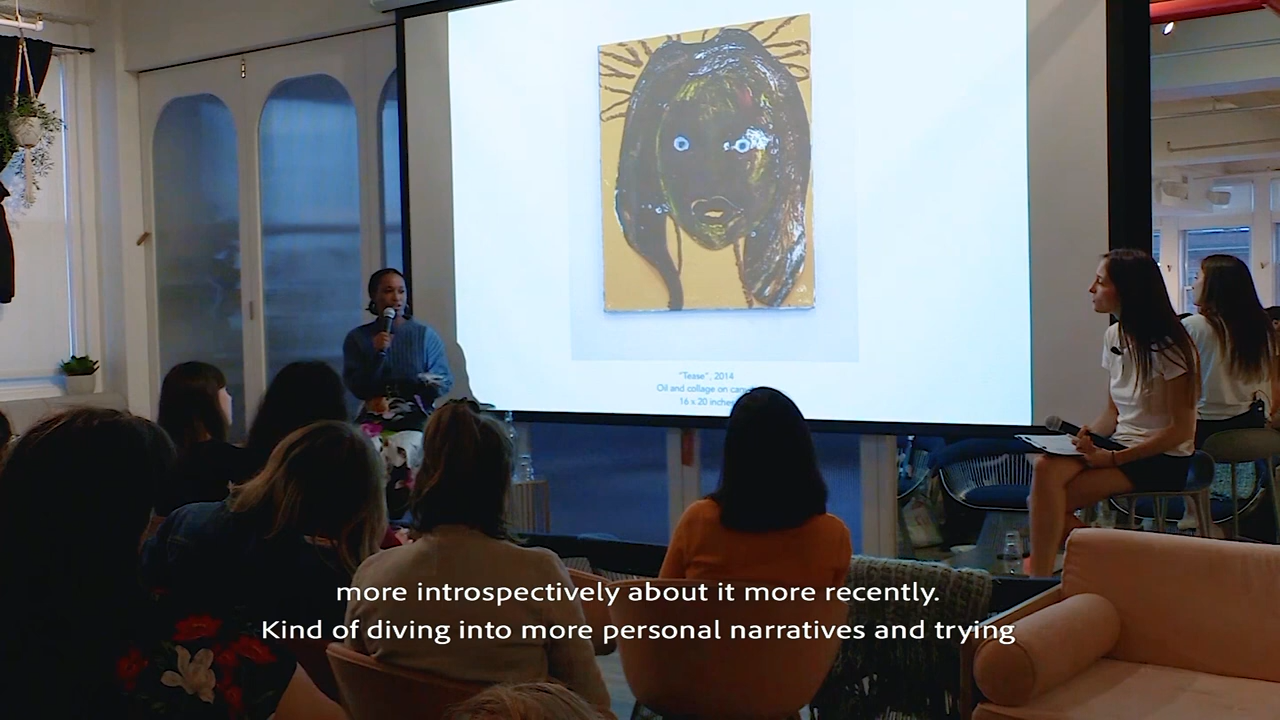 "Tease", 2014
Oil and collage on
16 x 20 inches
more introspectively about it more recently.
Kind of diving into more personal narratives and trying